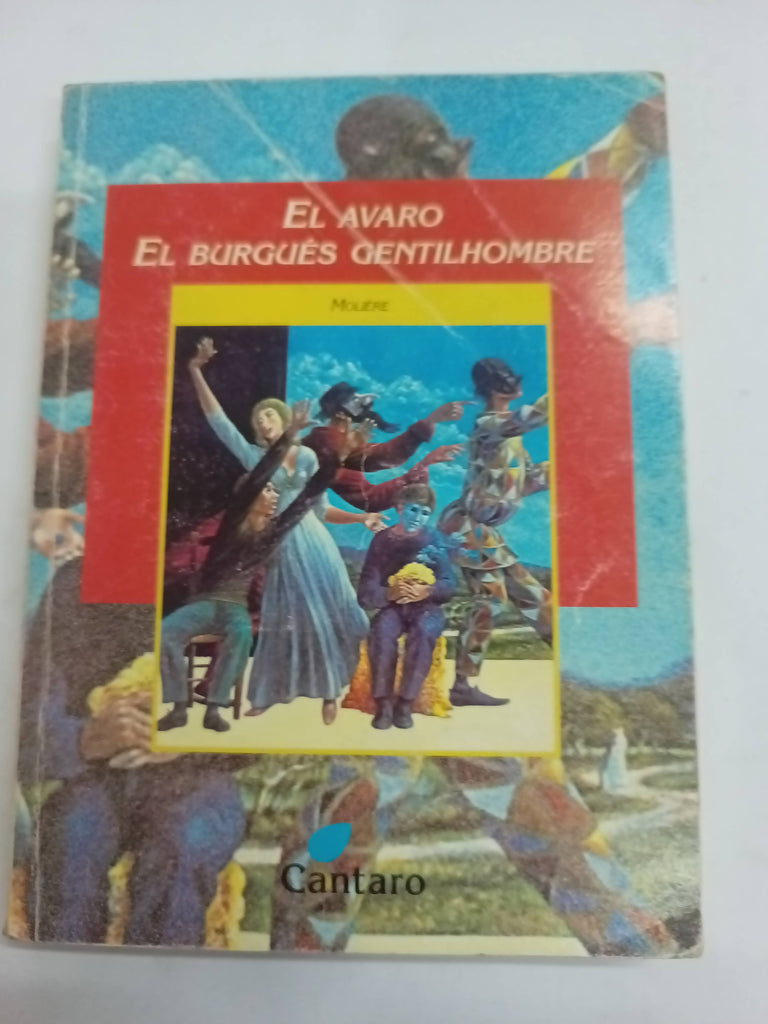 El avaro
El burgués gentilhombre
Molière
Cantaro